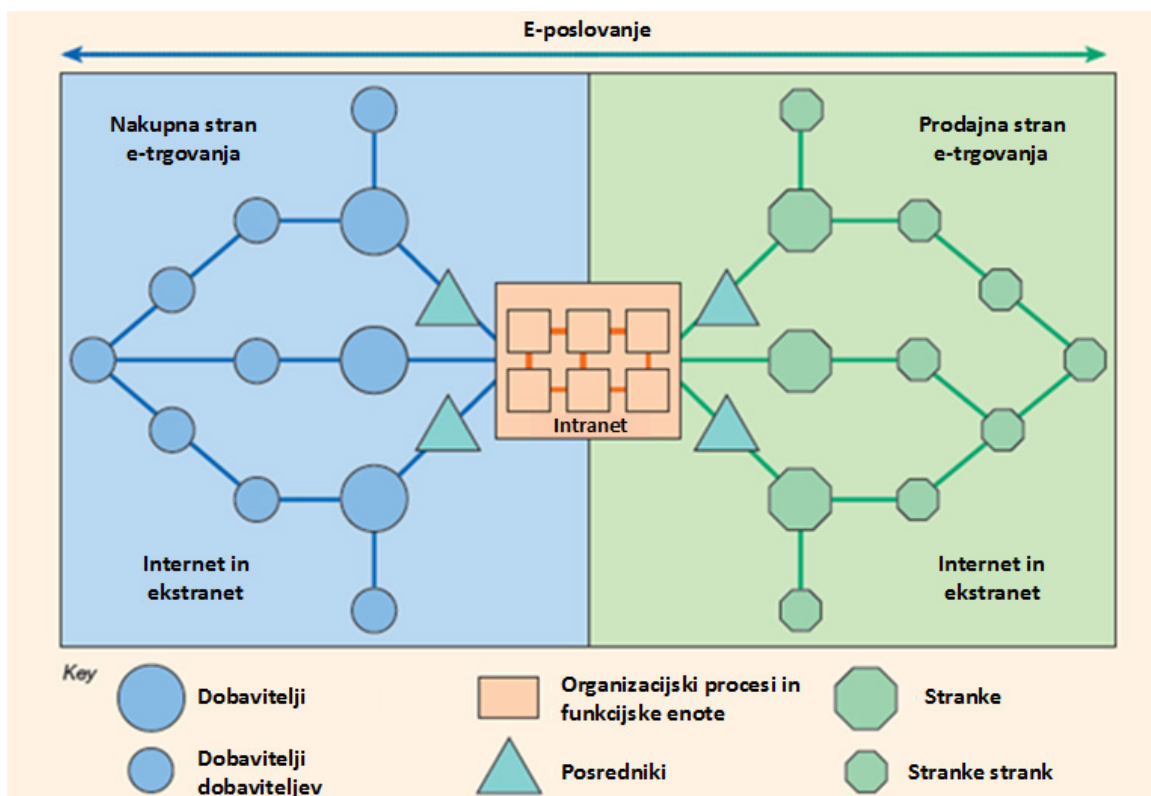 E-poslovanje
Nakupna stran
e-trgovanja
Prodajna stran
e-trgovanja
Intranet
Internet in
ekstranet
Internet in
ekstranet
Key
Dobavitelji
Organizacijski procesi in
funkcijske enote
Stranke
Dobavitelji
dobaviteljev
Posredniki
Stranke strank